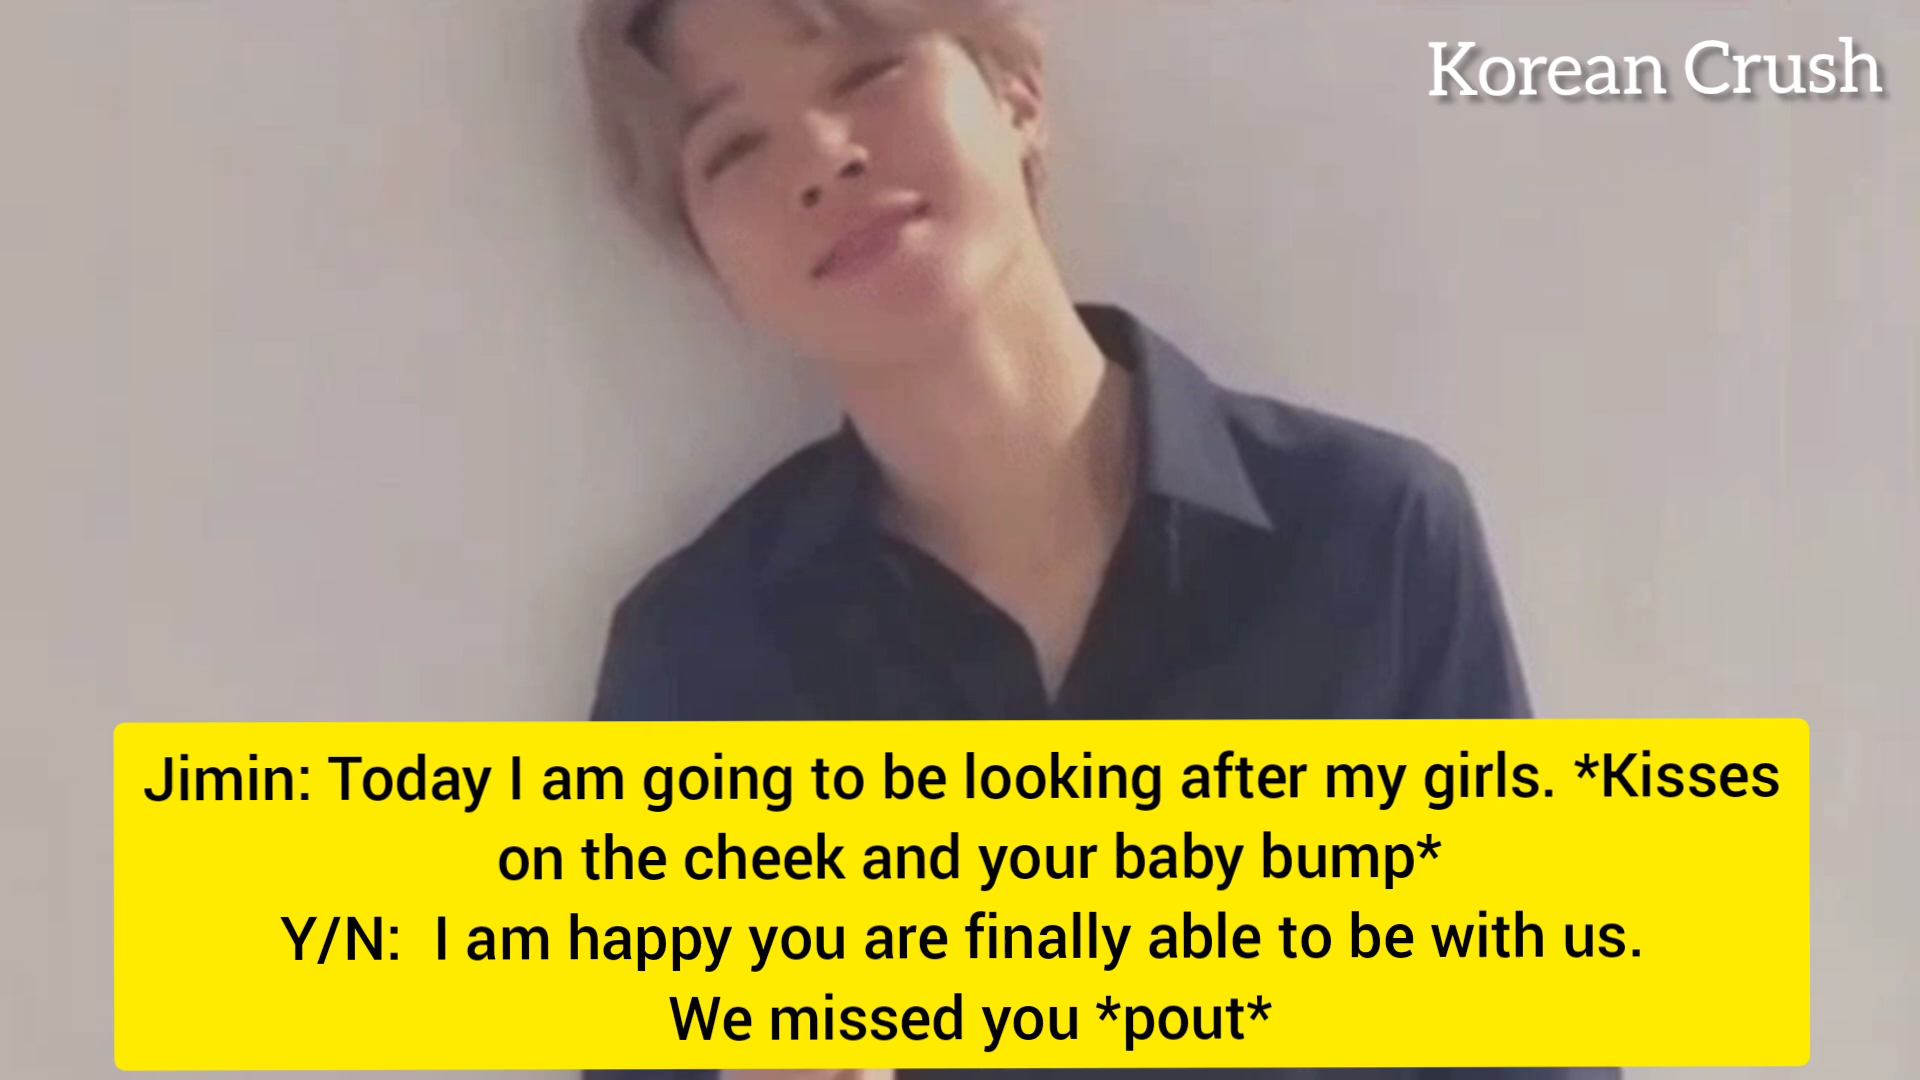 Korean Crush
Jimin: Today I am going to be looking after my girls. *Kisses
on the cheek and your baby bump*
Y/N:  I am happy you are finally able to be with us.
We missed you *pout*